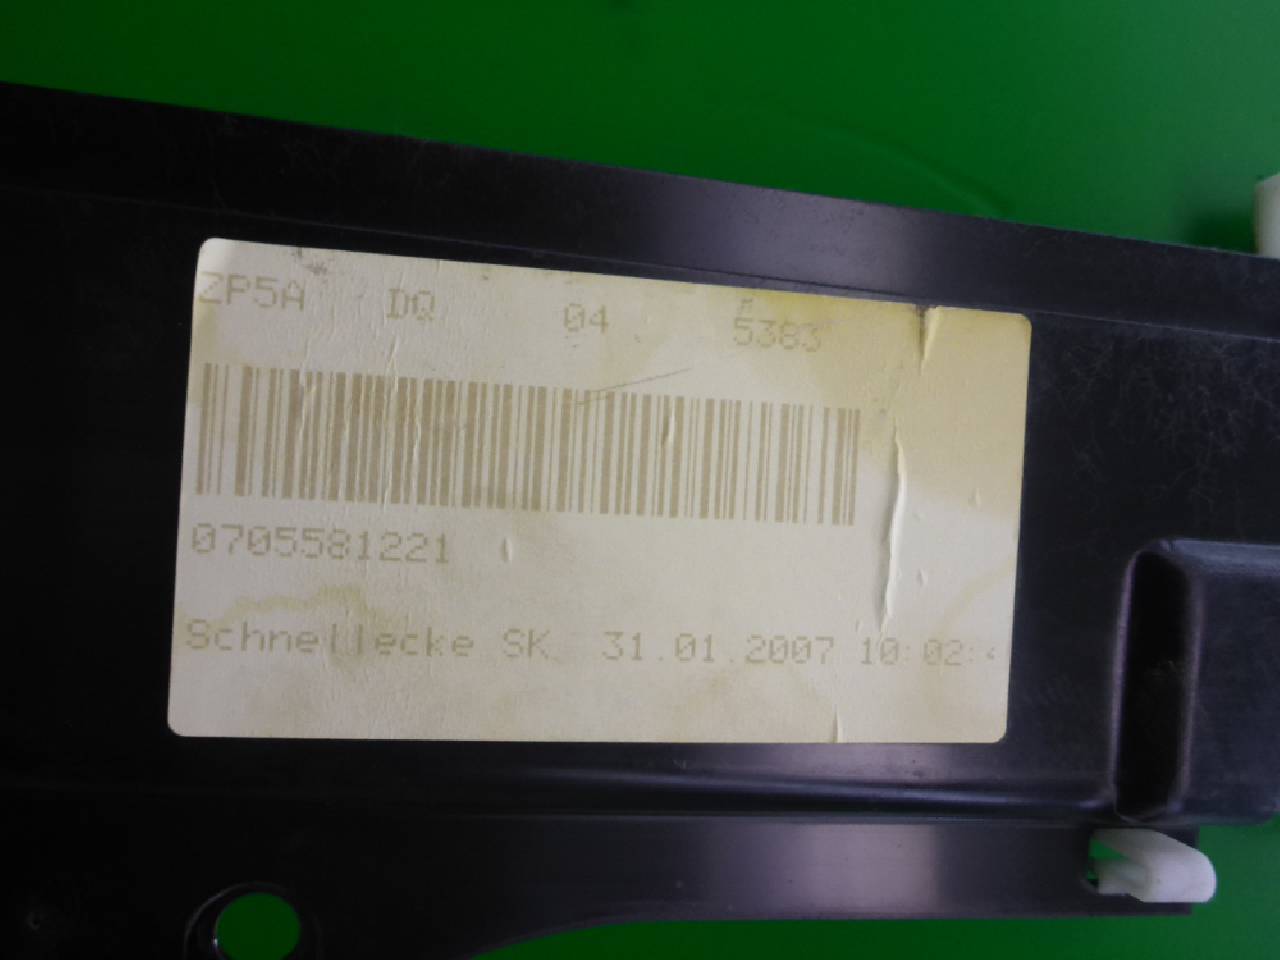 ZP5A DQ 04 5383
0705581221
Schnellecke SK 31.01.2007 10:02: